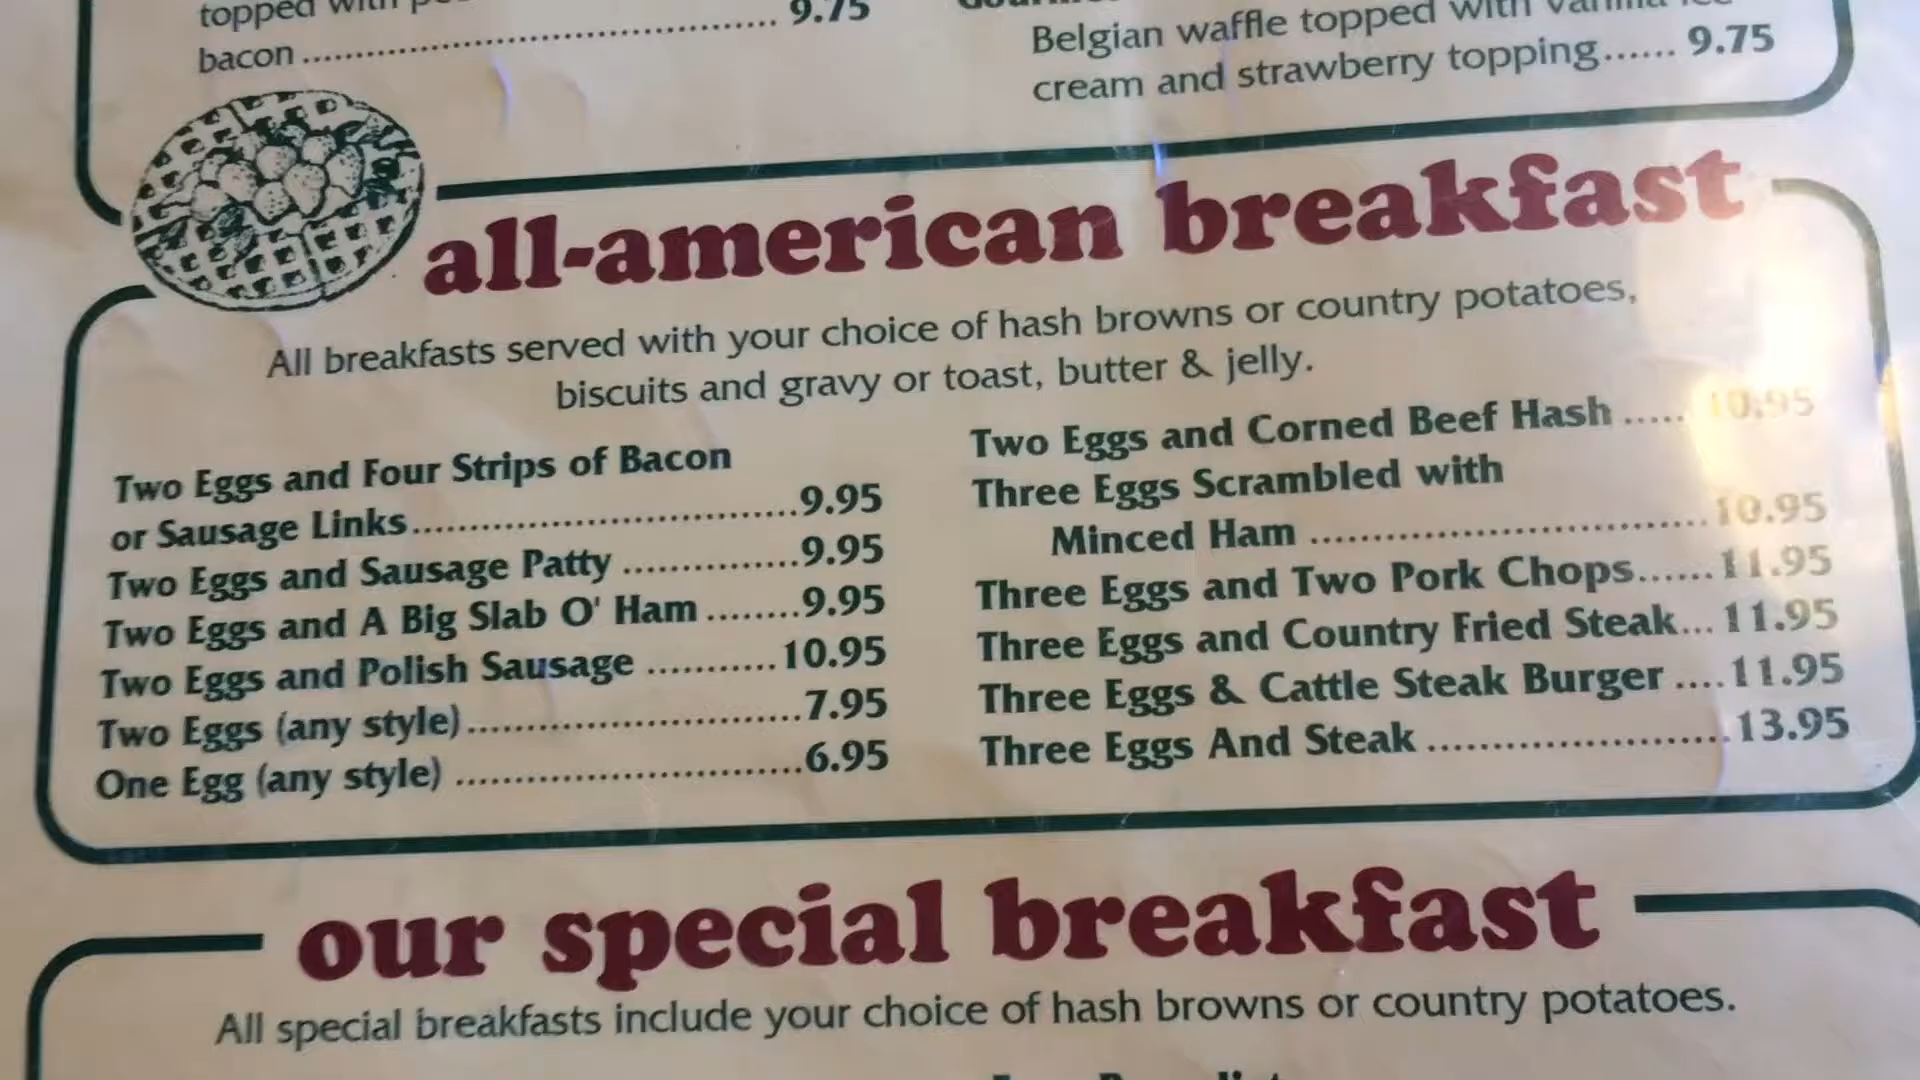 topped with
bacon .......... 9.75
Belgian waffle topped with vanilla ice
cream and strawberry topping...... 9.75
all-american breakfast
All breakfasts served with your choice of hash browns or country potatoes,
biscuits and gravy or toast, butter & jelly.
Two Eggs and Four Strips of Bacon
or Sausage Links .......... 9.95
Two Eggs and Sausage Patty .......... 9.95
Two Eggs and A Big Slab O' Ham ........ 9.95
Two Eggs and Polish Sausage ........... 10.95
Two Eggs (any style) .......... 7.95
One Egg (any style) .......... 6.95
Two Eggs and Corned Beef Hash ..... 10.95
Three Eggs Scrambled with
Minced Ham .......... 10.95
Three Eggs and Two Pork Chops...... 11.95
Three Eggs and Country Fried Steak... 11.95
Three Eggs & Cattle Steak Burger .... 11.95
Three Eggs And Steak .......... 13.95
our special breakfast
All special breakfasts include your choice of hash browns or country potatoes.